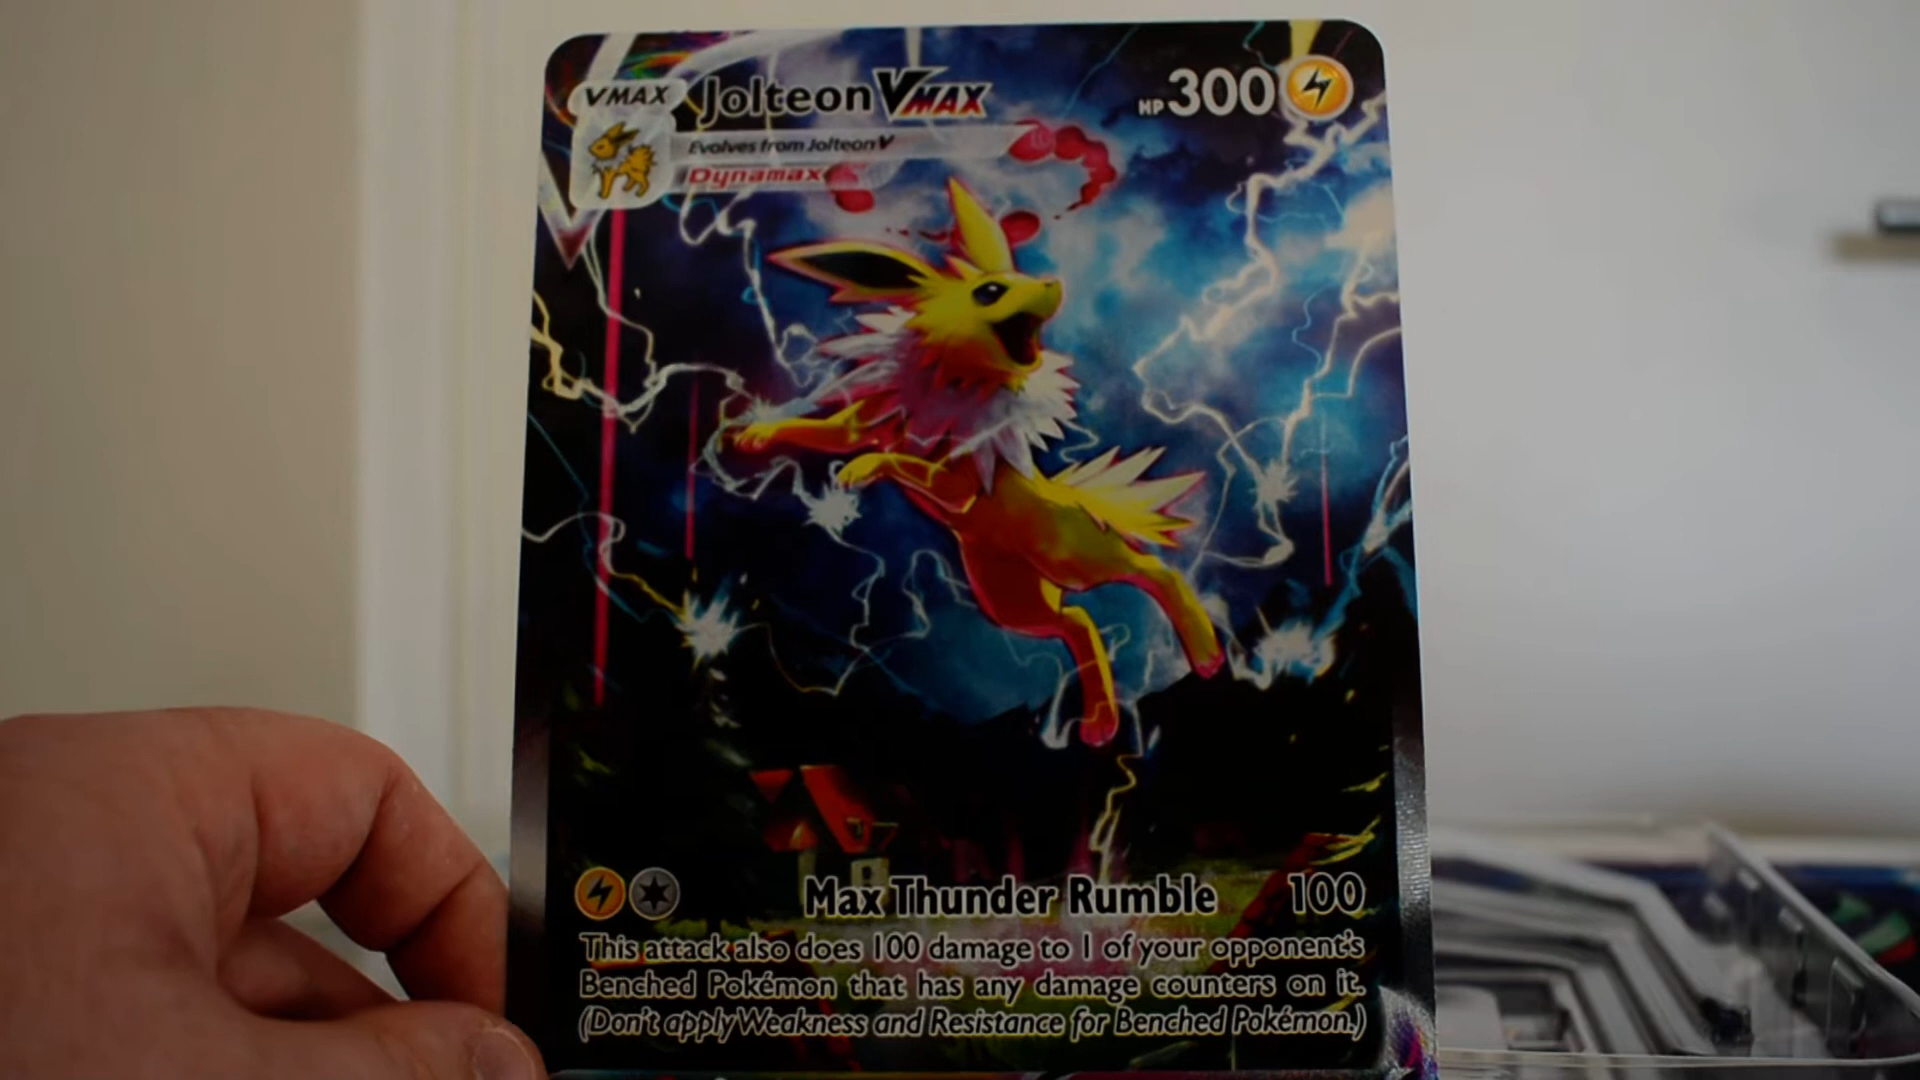 VMAX
Jolteon VMAX
HP 300
Evolves from Jolteon V
Dynamax
Max Thunder Rumble 100
This attack also does 100 damage to 1 of your opponent's
Benched Pokémon that has any damage counters on it.
(Don't apply Weakness and Resistance for Benched Pokémon.)